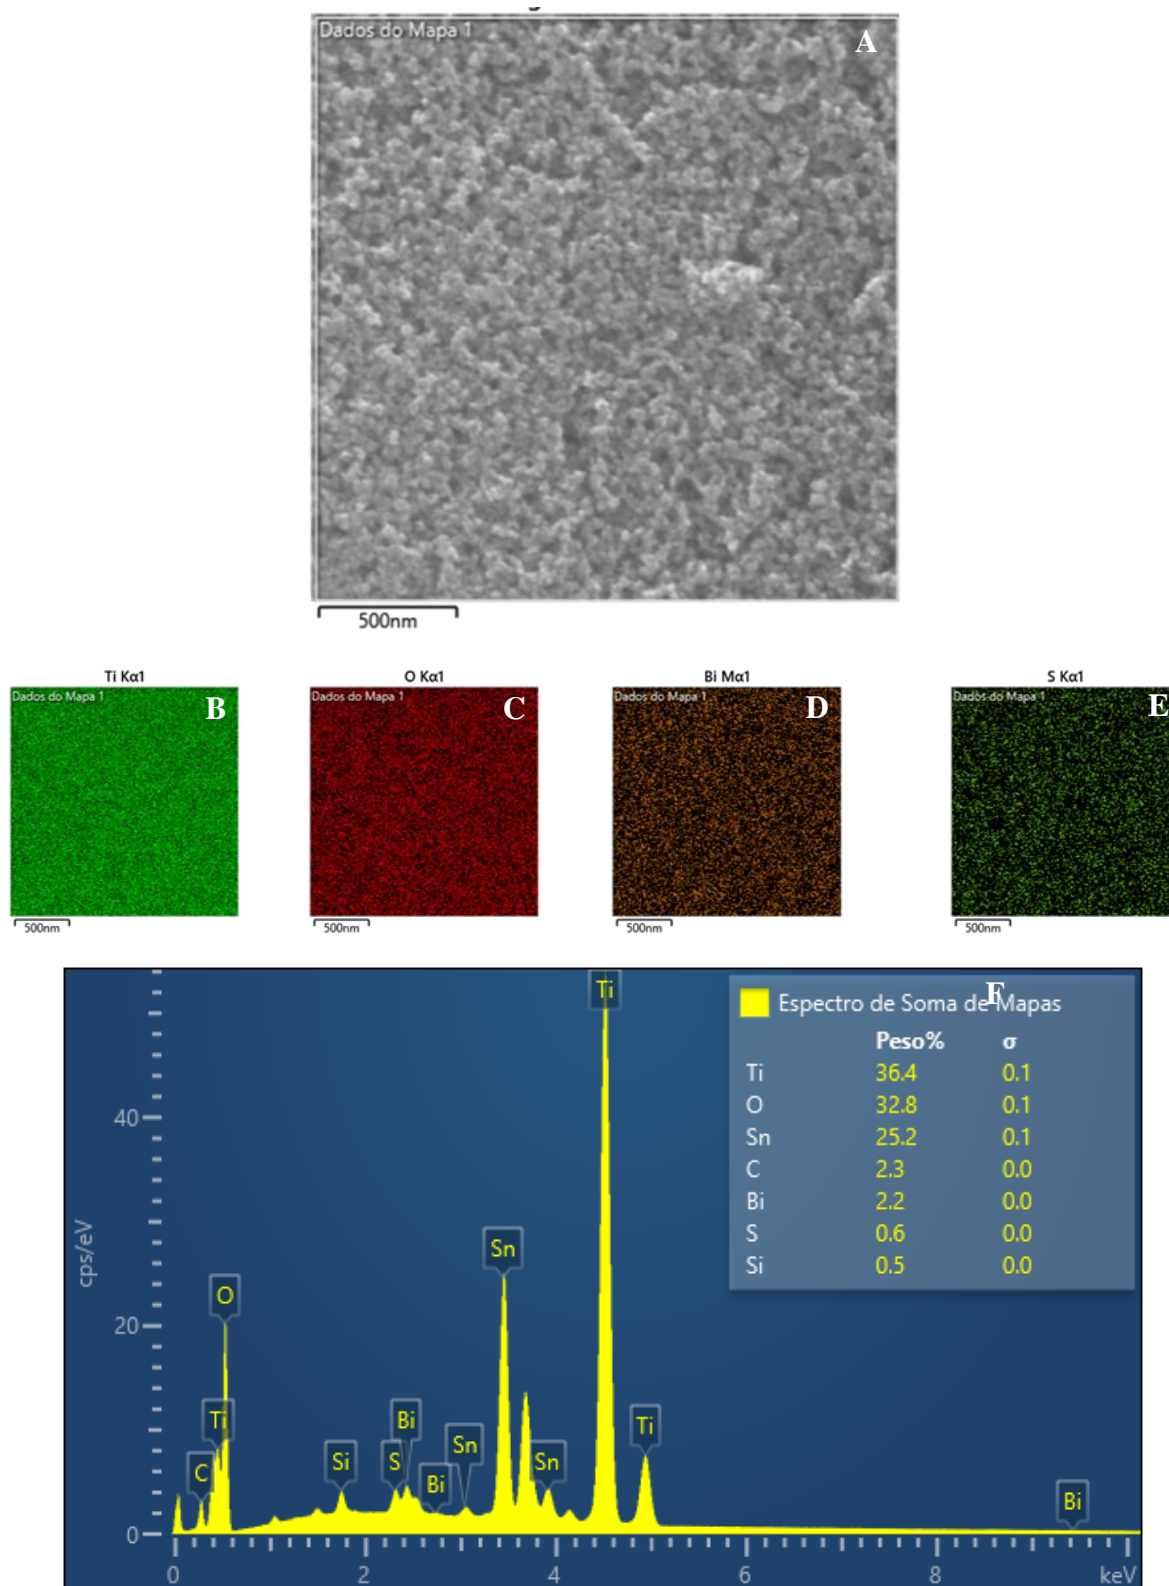 Dados do Mapa 1
A
500nm
Ti Kα1
O Kα1
Bi Mα1
S Kα1
Dados do Mapa 1
B
Dados do Mapa 1
C
Dados do Mapa 1
D
Dados do Mapa 1
E
500nm
500nm
500nm
500nm
F
Espectro de Soma de Mapas
Peso% σ
Ti 36.4 0.1
O 32.8 0.1
Sn 25.2 0.1
C 2.3 0.0
Bi 2.2 0.0
S 0.6 0.0
Si 0.5 0.0
cps/eV
40
20
0
C
Ti
O
Si
S
Bi
Bi
Sn
Sn
Sn
Ti
Ti
Bi
0 2 4 6 8 keV